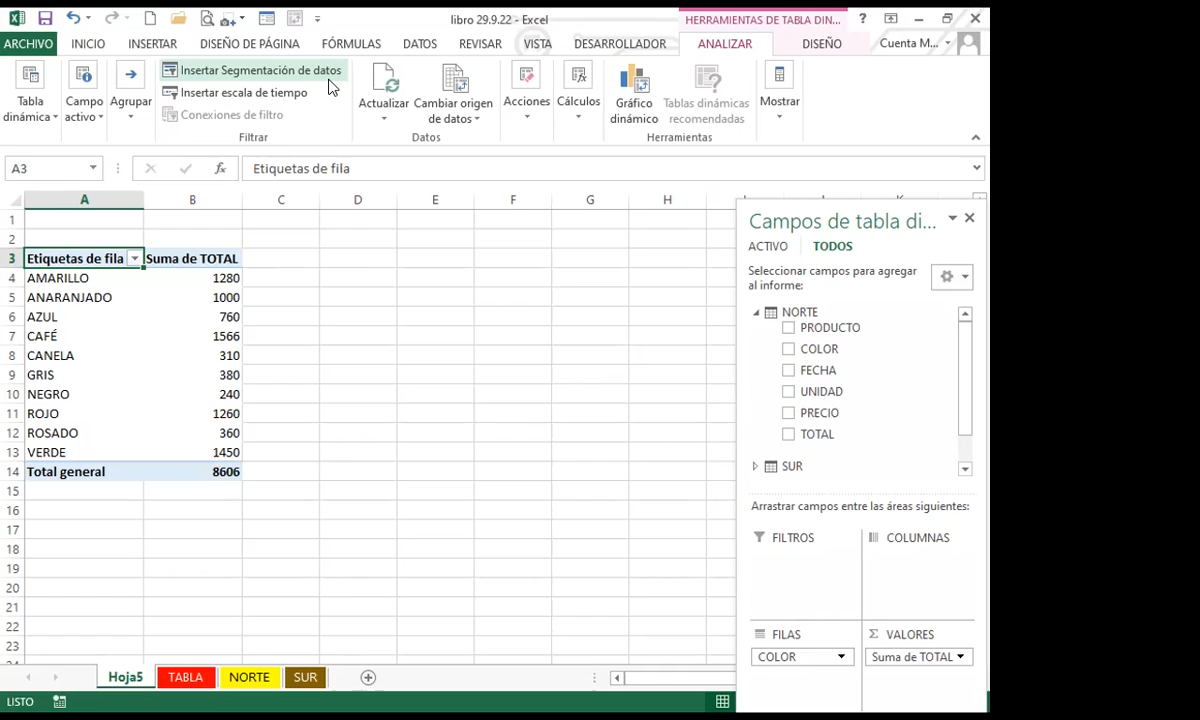 libro 29.9.22 - Excel
HERRAMIENTAS DE TABLA DIN...
?
ARCHIVO INICIO INSERTAR DISEÑO DE PÁGINA FÓRMULAS DATOS REVISAR VISTA DESARROLLADOR ANALIZAR DISEÑO Cuenta M...
Tabla dinámica
Campo activo
Agrupar
Insertar Segmentación de datos
Insertar escala de tiempo
Conexiones de filtro
Filtrar
Actualizar
Cambiar origen de datos
Datos
Acciones
Cálculos
Gráfico dinámico
Tablas dinámicas recomendadas
Herramientas
Mostrar
A3 fx Etiquetas de fila
A B C D E F G H
1
2
3 Etiquetas de fila Suma de TOTAL
4 AMARILLO 1280
5 ANARANJADO 1000
6 AZUL 760
7 CAFÉ 1566
8 CANELA 310
9 GRIS 380
10 NEGRO 240
11 ROJO 1260
12 ROSADO 360
13 VERDE 1450
14 Total general 8606
15
16
17
18
19
20
21
22
23
Campos de tabla di...
ACTIVO TODOS
Seleccionar campos para agregar
al informe:
NORTE
PRODUCTO
COLOR
FECHA
UNIDAD
PRECIO
TOTAL
SUR
Arrastrar campos entre las áreas siguientes:
FILTROS COLUMNAS
FILAS Σ VALORES
COLOR Suma de TOTAL
Hoja5 TABLA NORTE SUR
LISTO